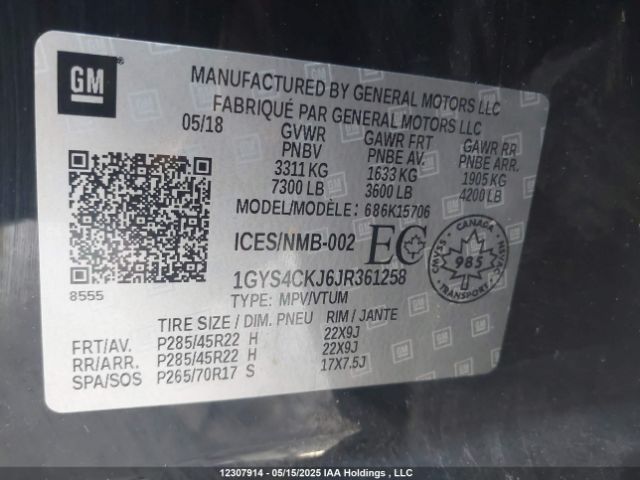 GM ®
MANUFACTURED BY GENERAL MOTORS LLC
FABRIQUÉ PAR GENERAL MOTORS LLC
05/18 GVWR GAWR FRT GAWR RR
PNBV PNBE AV. PNBE ARR.
3311 KG 1633 KG 1905 KG
7300 LB 3600 LB 4200 LB
MODEL/MODÈLE: 686K15706
ICES/NMB-002 EC CANADA
CMVSS 985 NSVAC
TRANSPORT
1GYS4CKJ6JR361258
8555 TYPE: MPV/VTUM
TIRE SIZE / DIM. PNEU RIM / JANTE
FRT/AV. P285/45R22 H 22X9J
RR/ARR. P285/45R22 H 22X9J
SPA/SOS P265/70R17 S 17X7.5J
12307914 - 05/15/2025 IAA Holdings , LLC